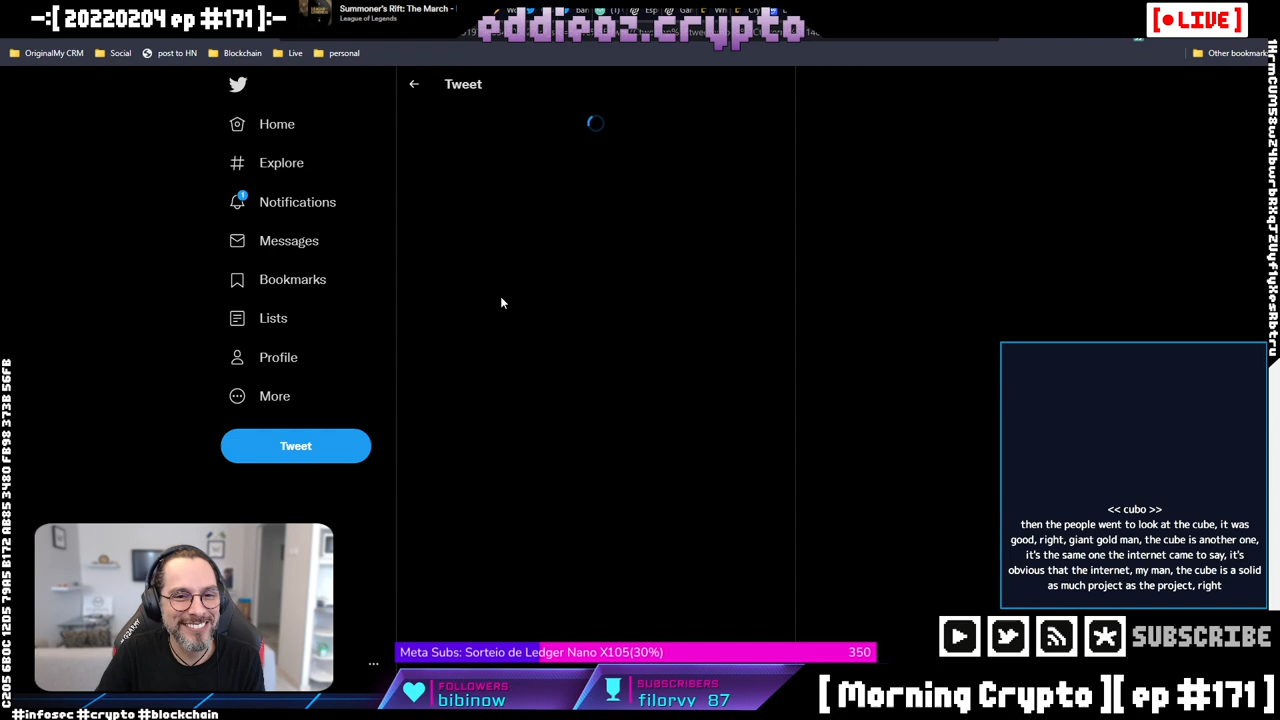 -:[ 20220204 ep #171 ]:-
Summoner's Rift: The March -
League of Legends
eddieoz.crypto
[•LIVE]
OriginalMy CRM
Social
post to HN
Blockchain
Live
personal
Other bookmark
Tweet
Home
Explore
1
Notifications
Messages
Bookmarks
Lists
Profile
More
Tweet
<< cubo >>
then the people went to look at the cube, it was
good, right, giant gold man, the cube is another one,
it's the same one the internet came to say, it's
obvious that the internet, my man, the cube is a solid
as much project as the project, right
SUBSCRIBE
Meta Subs: Sorteio de Ledger Nano X105(30%)
350
FOLLOWERS
bibinow
SUBSCRIBERS
filorvy 87
[ Morning Crypto ][ ep #171 ]
#infosec #crypto #blockchain